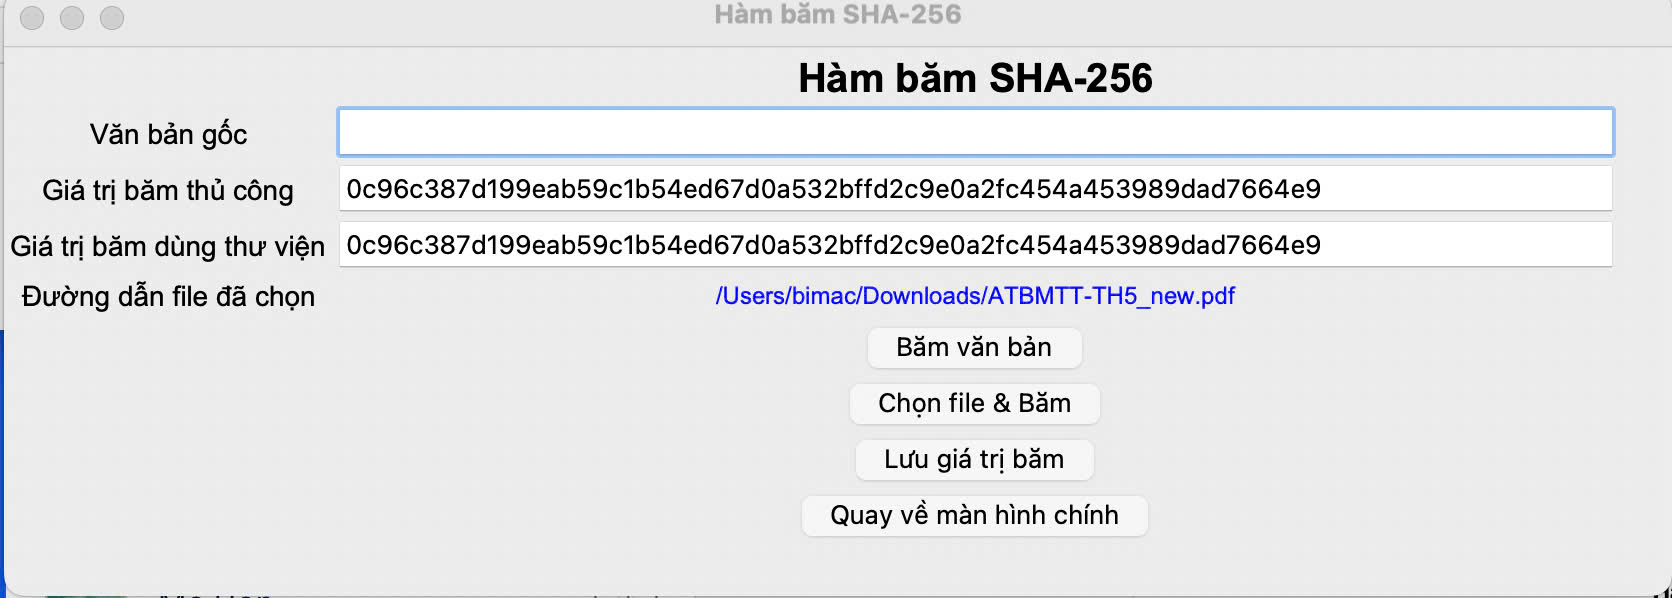 Hàm băm SHA-256
Hàm băm SHA-256
Văn bản gốc
Giá trị băm thủ công 0c96c387d199eab59c1b54ed67d0a532bffd2c9e0a2fc454a453989dad7664e9
Giá trị băm dùng thư viện 0c96c387d199eab59c1b54ed67d0a532bffd2c9e0a2fc454a453989dad7664e9
Đường dẫn file đã chọn /Users/bimac/Downloads/ATBMTT-TH5_new.pdf
Băm văn bản
Chọn file & Băm
Lưu giá trị băm
Quay về màn hình chính